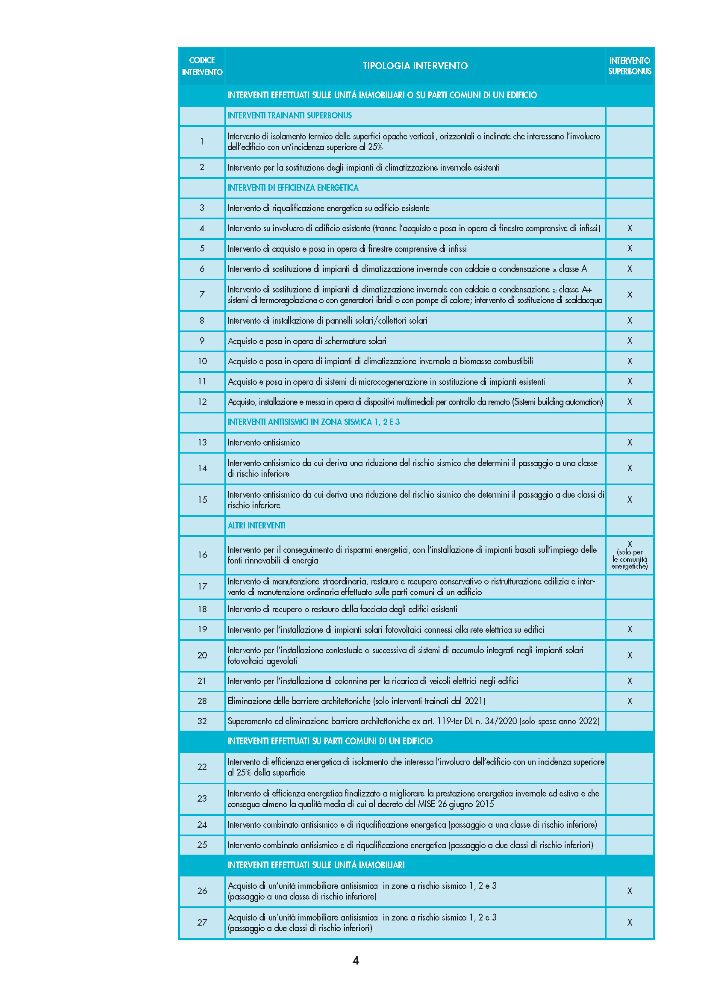 CODICE
INTERVENTO
TIPOLOGIA INTERVENTO
INTERVENTO
SUPERBONUS
INTERVENTI EFFETTUATI SULLE UNITÀ IMMOBILIARI O SU PARTI COMUNI DI UN EDIFICIO
INTERVENTI TRAINANTI SUPERBONUS
1
Intervento di isolamento termico delle superfici opache verticali, orizzontali o inclinate che interessano l'involucro
dell'edificio con un'incidenza superiore al 25%
2
Intervento per la sostituzione degli impianti di climatizzazione invernale esistenti
INTERVENTI DI EFFICIENZA ENERGETICA
3
Intervento di riqualificazione energetica su edificio esistente
4
Intervento su involucro di edificio esistente (tranne l'acquisto e posa in opera di finestre comprensive di infissi)
X
5
Intervento di acquisto e posa in opera di finestre comprensive di infissi
X
6
Intervento di sostituzione di impianti di climatizzazione invernale con caldaie a condensazione ≥ classe A
X
7
Intervento di sostituzione di impianti di climatizzazione invernale con caldaie a condensazione ≥ classe A+
sistemi di termoregolazione o con generatori ibridi o con pompe di calore; intervento di sostituzione di scaldacqua
X
8
Intervento di installazione di pannelli solari/collettori solari
X
9
Acquisto e posa in opera di schermature solari
X
10
Acquisto e posa in opera di impianti di climatizzazione invernale a biomasse combustibili
X
11
Acquisto e posa in opera di sistemi di microcogenerazione in sostituzione di impianti esistenti
X
12
Acquisto, installazione e messa in opera di dispositivi multimediali per controllo da remoto (Sistemi building automation)
X
INTERVENTI ANTISISMICI IN ZONA SISMICA 1, 2 E 3
13
Intervento antisismico
X
14
Intervento antisismico da cui deriva una riduzione del rischio sismico che determini il passaggio a una classe
di rischio inferiore
X
15
Intervento antisismico da cui deriva una riduzione del rischio sismico che determini il passaggio a due classi di
rischio inferiore
X
ALTRI INTERVENTI
16
Intervento per il conseguimento di risparmi energetici, con l'installazione di impianti basati sull'impiego delle
fonti rinnovabili di energia
X
(solo per
le comunità
energetiche)
17
Intervento di manutenzione straordinaria, restauro e recupero conservativo o ristrutturazione edilizia e inter-
vento di manutenzione ordinaria effettuato sulle parti comuni di un edificio
18
Intervento di recupero o restauro della facciata degli edifici esistenti
19
Intervento per l'installazione di impianti solari fotovoltaici connessi alla rete elettrica su edifici
X
20
Intervento per l'installazione contestuale o successiva di sistemi di accumulo integrati negli impianti solari
fotovoltaici agevolati
X
21
Intervento per l'installazione di colonnine per la ricarica di veicoli elettrici negli edifici
X
28
Eliminazione delle barriere architettoniche (solo interventi trainati dal 2021)
X
32
Superamento ed eliminazione barriere architettoniche ex art. 119-ter DL n. 34/2020 (solo spese anno 2022)
INTERVENTI EFFETTUATI SU PARTI COMUNI DI UN EDIFICIO
22
Intervento di efficienza energetica di isolamento che interessa l'involucro dell'edificio con un incidenza superiore
al 25% della superficie
23
Intervento di efficienza energetica finalizzato a migliorare la prestazione energetica invernale ed estiva e che
consegua almeno la qualità media di cui al decreto del MISE 26 giugno 2015
24
Intervento combinato antisismico e di riqualificazione energetica (passaggio a una classe di rischio inferiore)
25
Intervento combinato antisismico e di riqualificazione energetica (passaggio a due classi di rischio inferiori)
INTERVENTI EFFETTUATI SULLE UNITÀ IMMOBILIARI
26
Acquisto di un'unità immobiliare antisismica in zone a rischio sismico 1, 2 e 3
(passaggio a una classe di rischio inferiore)
X
27
Acquisto di un'unità immobiliare antisismica in zone a rischio sismico 1, 2 e 3
(passaggio a due classi di rischio inferiori)
X
4